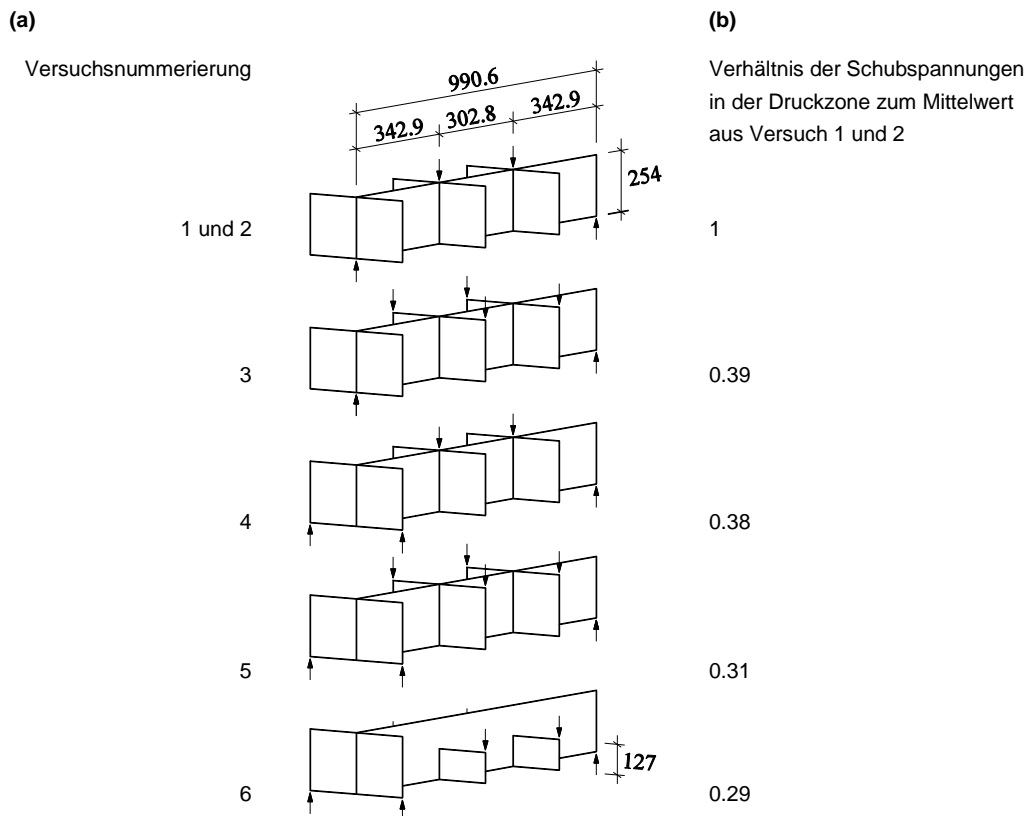 (a)
(b)
Versuchsnummerierung
Verhältnis der Schubspannungen
in der Druckzone zum Mittelwert
aus Versuch 1 und 2
990.6
342.9
302.8
342.9
254
1 und 2
1
3
0.39
4
0.38
5
0.31
127
6
0.29